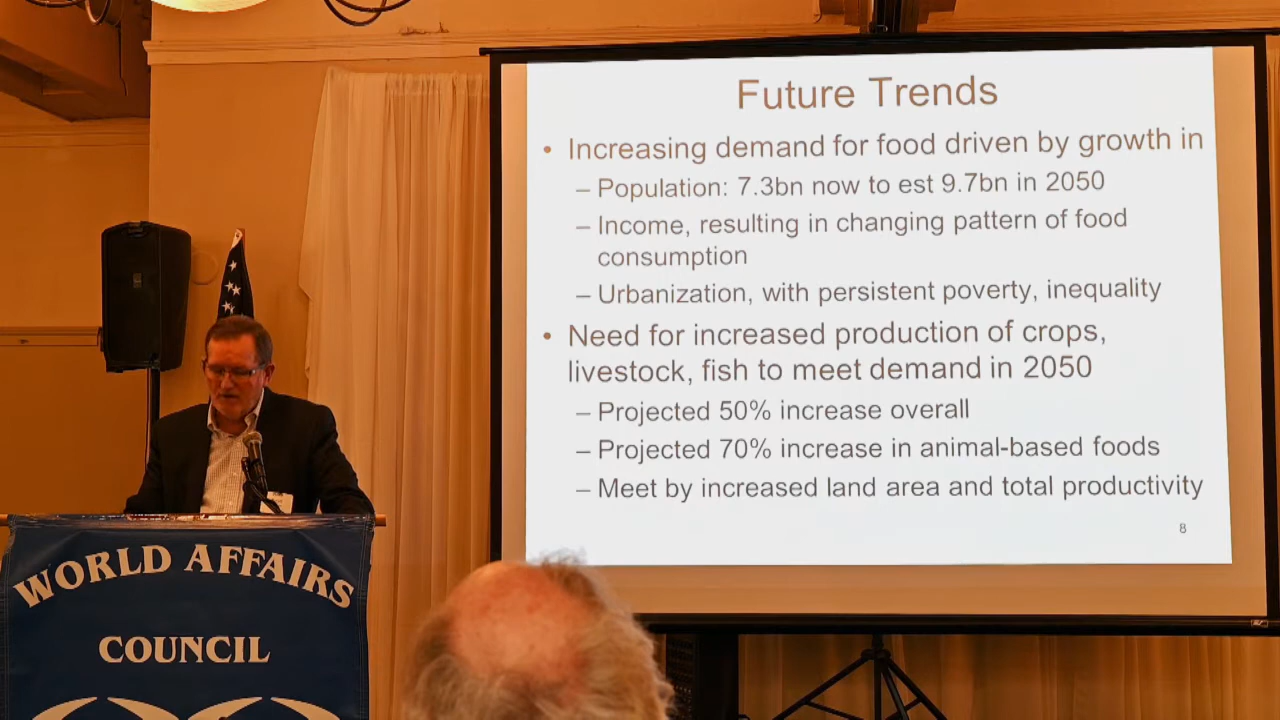 Future Trends
• Increasing demand for food driven by growth in
– Population: 7.3bn now to est 9.7bn in 2050
– Income, resulting in changing pattern of food
consumption
– Urbanization, with persistent poverty, inequality
• Need for increased production of crops,
livestock, fish to meet demand in 2050
– Projected 50% increase overall
– Projected 70% increase in animal-based foods
– Meet by increased land area and total productivity
8
WORLD AFFAIRS
COUNCIL